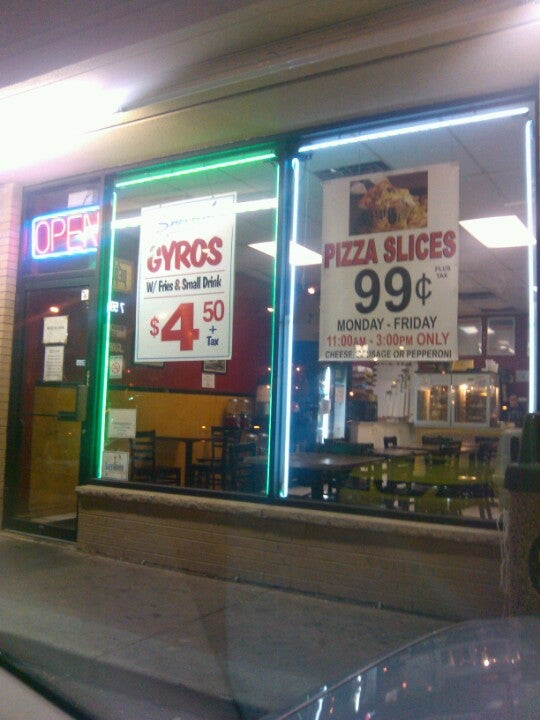 OPEN
GYROS
W/ Fries & Small Drink
$4.50
+
Tax
PIZZA SLICES
99¢
PLUS
TAX
MONDAY - FRIDAY
11:00AM - 3:00PM ONLY
CHEESE, SAUSAGE OR PEPPERONI